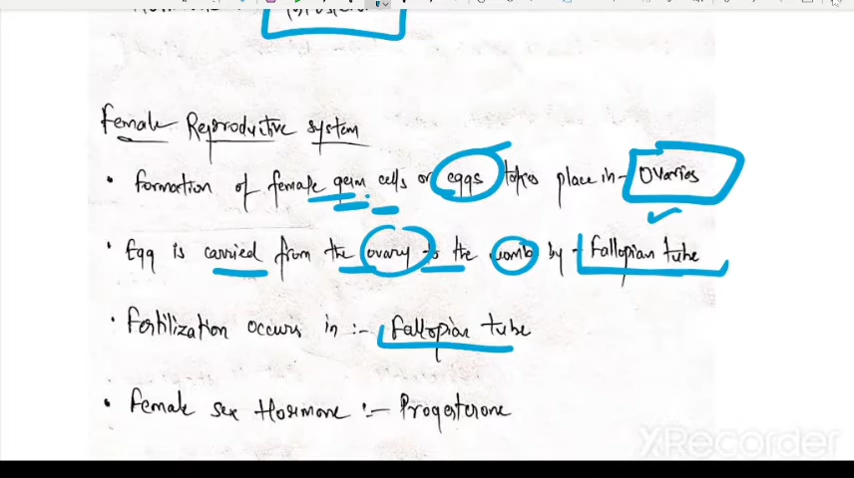 Female Reproductive system
• Formation of female germ cells or eggs takes place in - Ovaries
• Egg is carried from the ovary to the womb by - Fallopian tube
• Fertilization occurs in :- Fallopian tube
• Female sex Hormone :- Progesterone
XRecorder